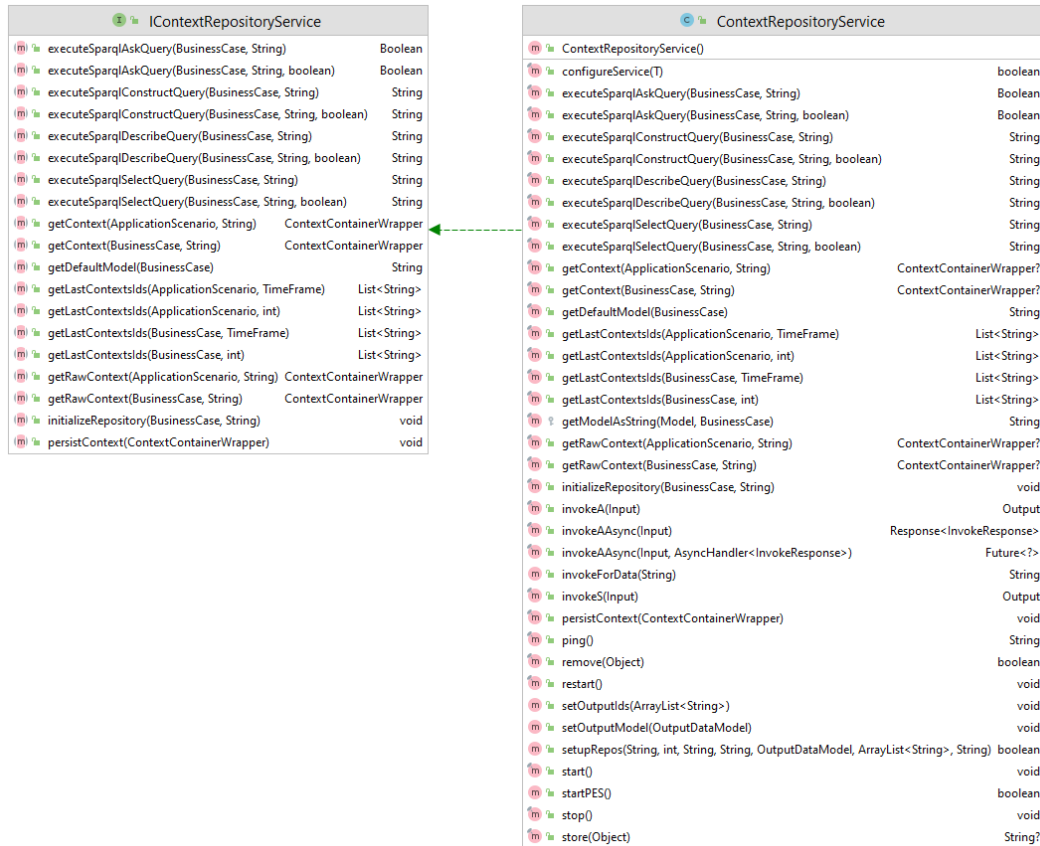 IContextRepositoryService
executeSparqlAskQuery(BusinessCase, String) Boolean
executeSparqlAskQuery(BusinessCase, String, boolean) Boolean
executeSparqlConstructQuery(BusinessCase, String) String
executeSparqlConstructQuery(BusinessCase, String, boolean) String
executeSparqlDescribeQuery(BusinessCase, String) String
executeSparqlDescribeQuery(BusinessCase, String, boolean) String
executeSparqlSelectQuery(BusinessCase, String) String
executeSparqlSelectQuery(BusinessCase, String, boolean) String
getContext(ApplicationScenario, String) ContextContainerWrapper
getContext(BusinessCase, String) ContextContainerWrapper
getDefaultModel(BusinessCase) String
getLastContextsIds(ApplicationScenario, TimeFrame) List<String>
getLastContextsIds(ApplicationScenario, int) List<String>
getLastContextsIds(BusinessCase, TimeFrame) List<String>
getLastContextsIds(BusinessCase, int) List<String>
getRawContext(ApplicationScenario, String) ContextContainerWrapper
getRawContext(BusinessCase, String) ContextContainerWrapper
initializeRepository(BusinessCase, String) void
persistContext(ContextContainerWrapper) void
ContextRepositoryService
ContextRepositoryService()
configureService(T) boolean
executeSparqlAskQuery(BusinessCase, String) Boolean
executeSparqlAskQuery(BusinessCase, String, boolean) Boolean
executeSparqlConstructQuery(BusinessCase, String) String
executeSparqlConstructQuery(BusinessCase, String, boolean) String
executeSparqlDescribeQuery(BusinessCase, String) String
executeSparqlDescribeQuery(BusinessCase, String, boolean) String
executeSparqlSelectQuery(BusinessCase, String) String
executeSparqlSelectQuery(BusinessCase, String, boolean) String
getContext(ApplicationScenario, String) ContextContainerWrapper?
getContext(BusinessCase, String) ContextContainerWrapper?
getDefaultModel(BusinessCase) String
getLastContextsIds(ApplicationScenario, TimeFrame) List<String>
getLastContextsIds(ApplicationScenario, int) List<String>
getLastContextsIds(BusinessCase, TimeFrame) List<String>
getLastContextsIds(BusinessCase, int) List<String>
getModelAsString(Model, BusinessCase) String
getRawContext(ApplicationScenario, String) ContextContainerWrapper?
getRawContext(BusinessCase, String) ContextContainerWrapper?
initializeRepository(BusinessCase, String) void
invokeA(Input) Output
invokeAAsync(Input) Response<InvokeResponse>
invokeAAsync(Input, AsyncHandler<InvokeResponse>) Future<?>
invokeForData(String) String
invokeS(Input) Output
persistContext(ContextContainerWrapper) void
ping() String
remove(Object) boolean
restart() void
setOutputIds(ArrayList<String>) void
setOutputModel(OutputDataModel) void
setupRepos(String, int, String, String, OutputDataModel, ArrayList<String>, String) boolean
start() void
startPES() boolean
stop() void
store(Object) String?